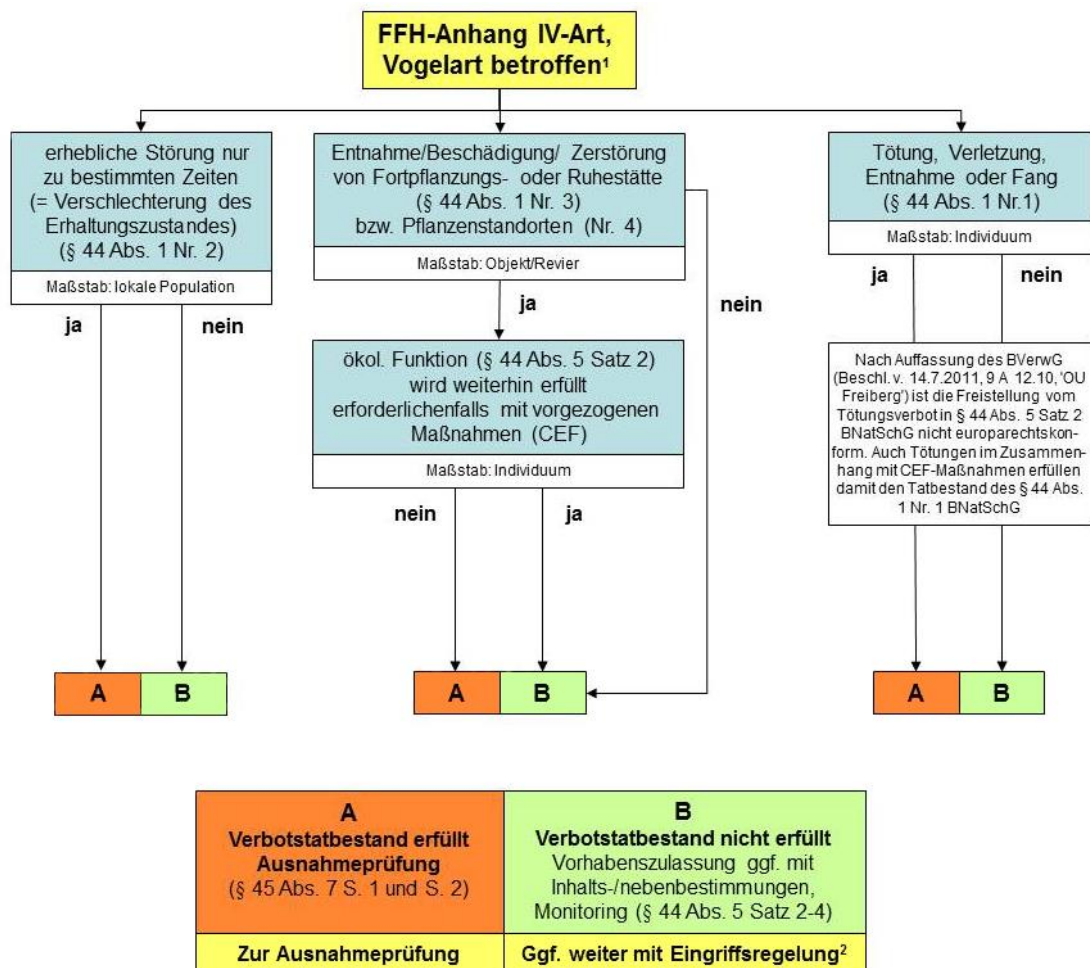 FFH-Anhang IV-Art,
Vogelart betroffen¹
erhebliche Störung nur
zu bestimmten Zeiten
(= Verschlechterung des
Erhaltungszustandes)
(§ 44 Abs. 1 Nr. 2)
Maßstab: lokale Population
ja
nein
Entnahme/Beschädigung/ Zerstörung
von Fortpflanzungs- oder Ruhestätte
(§ 44 Abs. 1 Nr. 3)
bzw. Pflanzenstandorten (Nr. 4)
Maßstab: Objekt/Revier
ja
nein
ökol. Funktion (§ 44 Abs. 5 Satz 2)
wird weiterhin erfüllt
erforderlichenfalls mit vorgezogenen
Maßnahmen (CEF)
Maßstab: Individuum
nein
ja
Tötung, Verletzung,
Entnahme oder Fang
(§ 44 Abs. 1 Nr.1)
Maßstab: Individuum
ja
nein
Nach Auffassung des BVerwG
(Beschl. v. 14.7.2011, 9 A 12.10, 'OU
Freiberg') ist die Freistellung vom
Tötungsverbot in § 44 Abs. 5 Satz 2
BNatSchG nicht europarechtskon-
form. Auch Tötungen im Zusammen-
hang mit CEF-Maßnahmen erfüllen
damit den Tatbestand des § 44 Abs.
1 Nr. 1 BNatSchG
A B
A B
A B
A
Verbotstatbestand erfüllt
Ausnahmeprüfung
(§ 45 Abs. 7 S. 1 und S. 2)
Zur Ausnahmeprüfung
B
Verbotstatbestand nicht erfüllt
Vorhabenszulassung ggf. mit
Inhalts-/nebenbestimmungen,
Monitoring (§ 44 Abs. 5 Satz 2-4)
Ggf. weiter mit Eingriffsregelung²